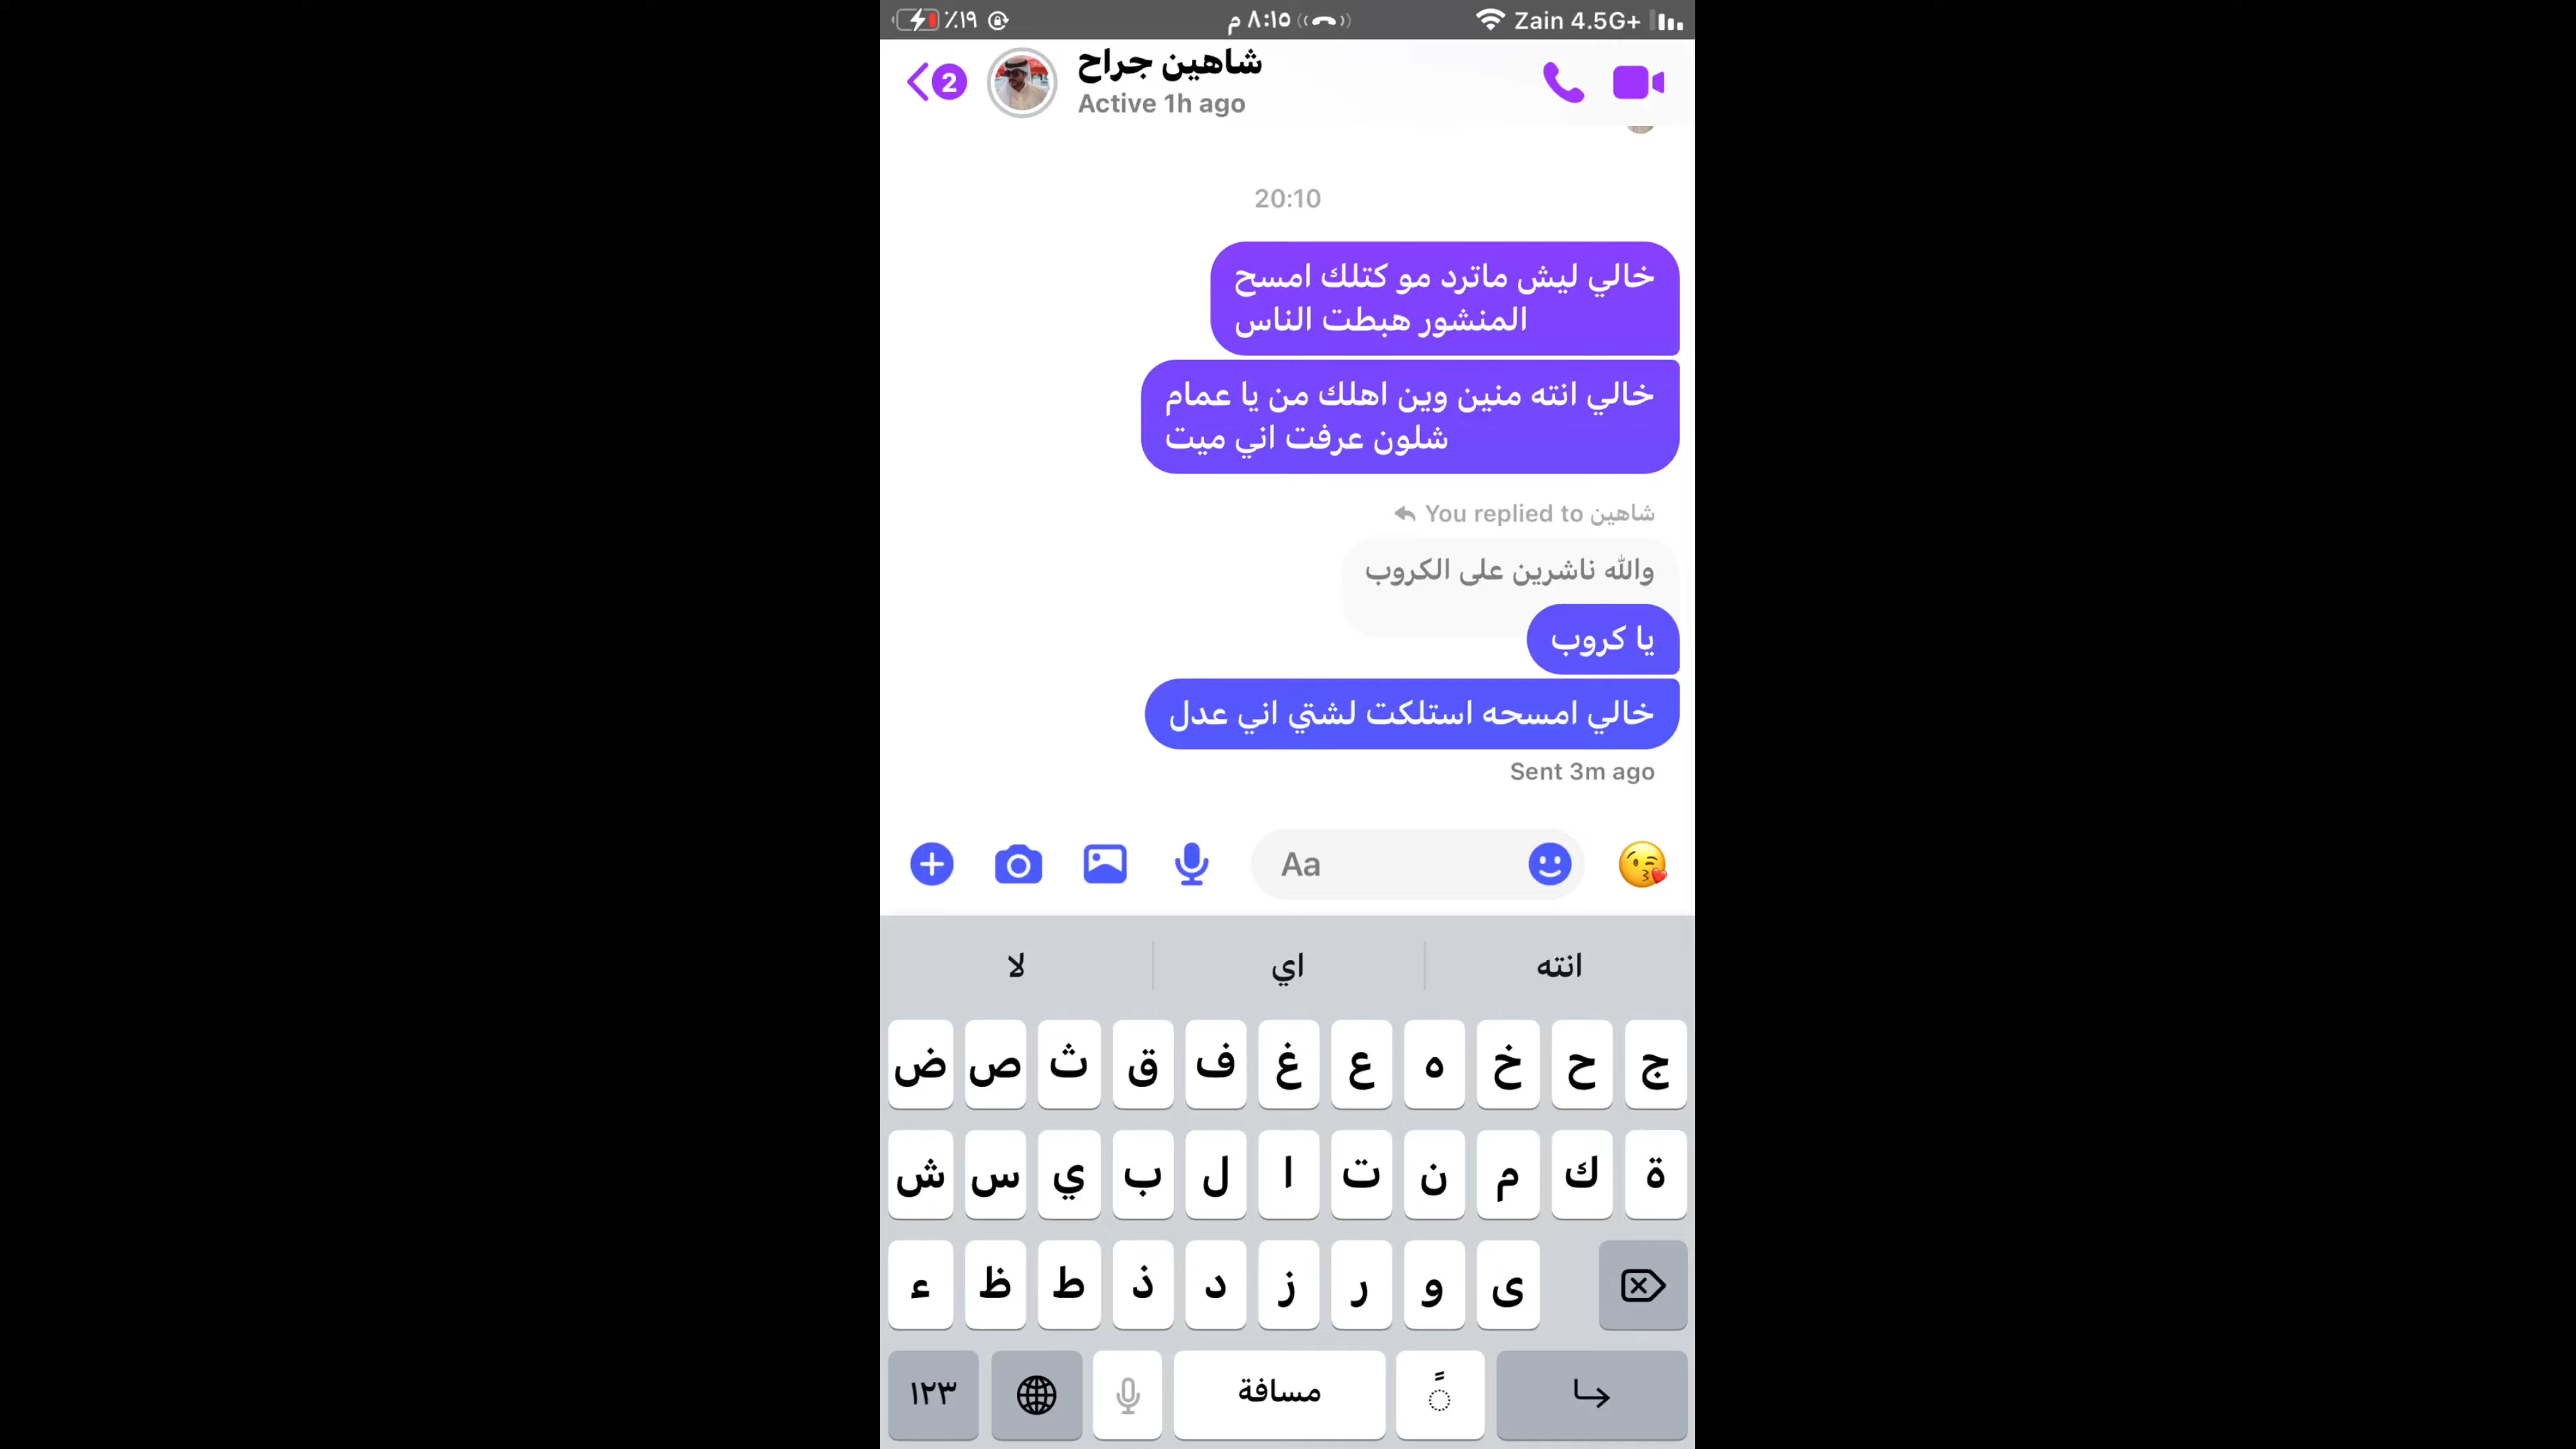 ٪١٩ ٨:١٥ م Zain 4.5G+
2
شاهين جراح
Active 1h ago
20:10
خالي ليش ماترد مو كتلك امسح
المنشور هبطت الناس
خالي انته منين وين اهلك من يا عمام
شلون عرفت اني ميت
You replied to شاهين
والله ناشرين على الكروب
يا كروب
خالي امسحه استلكت لشتي اني عدل
Sent 3m ago
Aa
انته اي لا
ض ص ث ق ف غ ع ه خ ح ج
ش س ي ب ل ا ت ن م ك ة
ء ظ ط ذ د ز ر و ى
١٢٣ مسافة